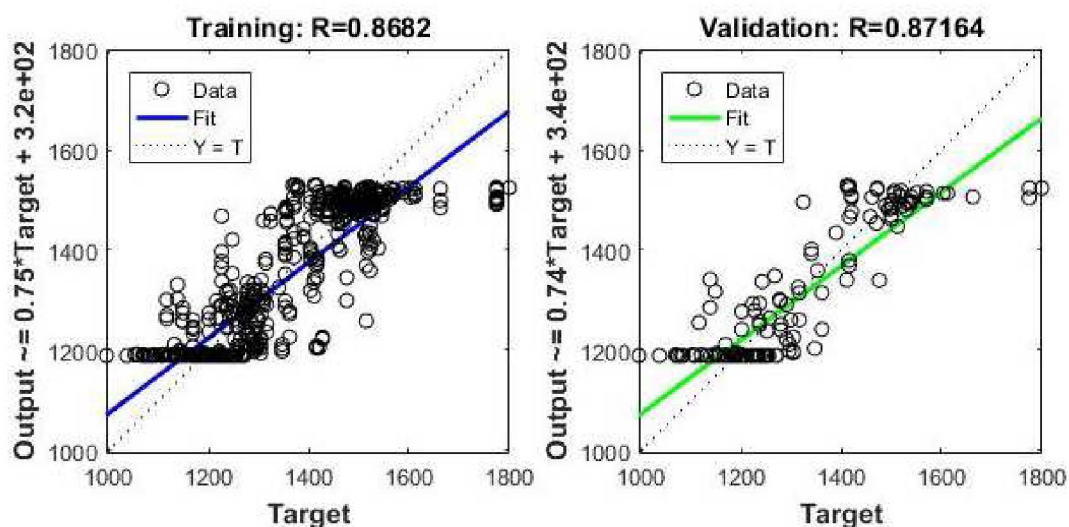 Training: R=0.8682
Output ~= 0.75*Target + 3.2e+02
1800
1600
1400
1200
1000
Data
Fit
Y = T
1000 1200 1400 1600 1800
Target
Validation: R=0.87164
Output ~= 0.74*Target + 3.4e+02
1800
1600
1400
1200
1000
Data
Fit
Y = T
1000 1200 1400 1600 1800
Target